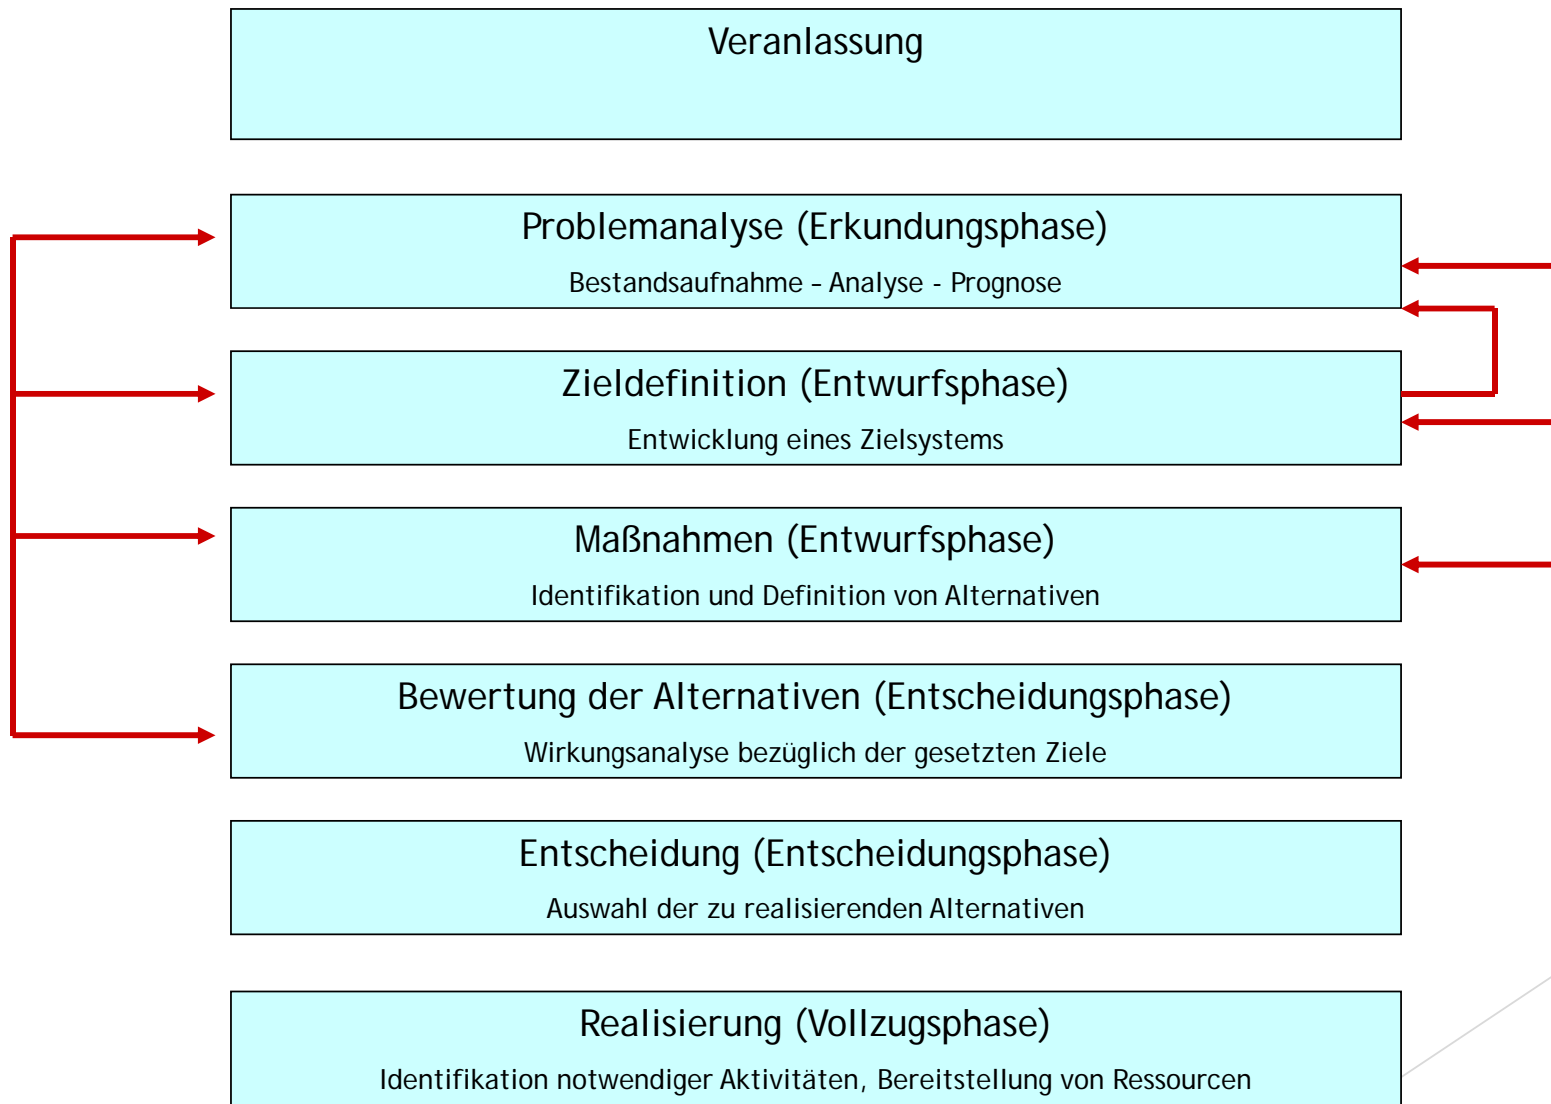 Veranlassung
Problemanalyse (Erkundungsphase)
Bestandsaufnahme – Analyse - Prognose
Zieldefinition (Entwurfsphase)
Entwicklung eines Zielsystems
Maßnahmen (Entwurfsphase)
Identifikation und Definition von Alternativen
Bewertung der Alternativen (Entscheidungsphase)
Wirkungsanalyse bezüglich der gesetzten Ziele
Entscheidung (Entscheidungsphase)
Auswahl der zu realisierenden Alternativen
Realisierung (Vollzugsphase)
Identifikation notwendiger Aktivitäten, Bereitstellung von Ressourcen